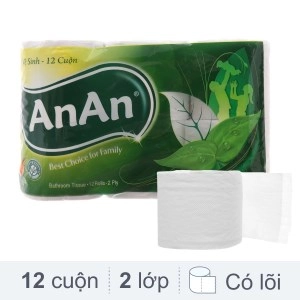 Sinh - 12 Cuộn
AnAn
Best Choice for Family
Bathroom Tissue - 12 Rolls - 2 Ply
12 cuộn 2 lớp Có lõi